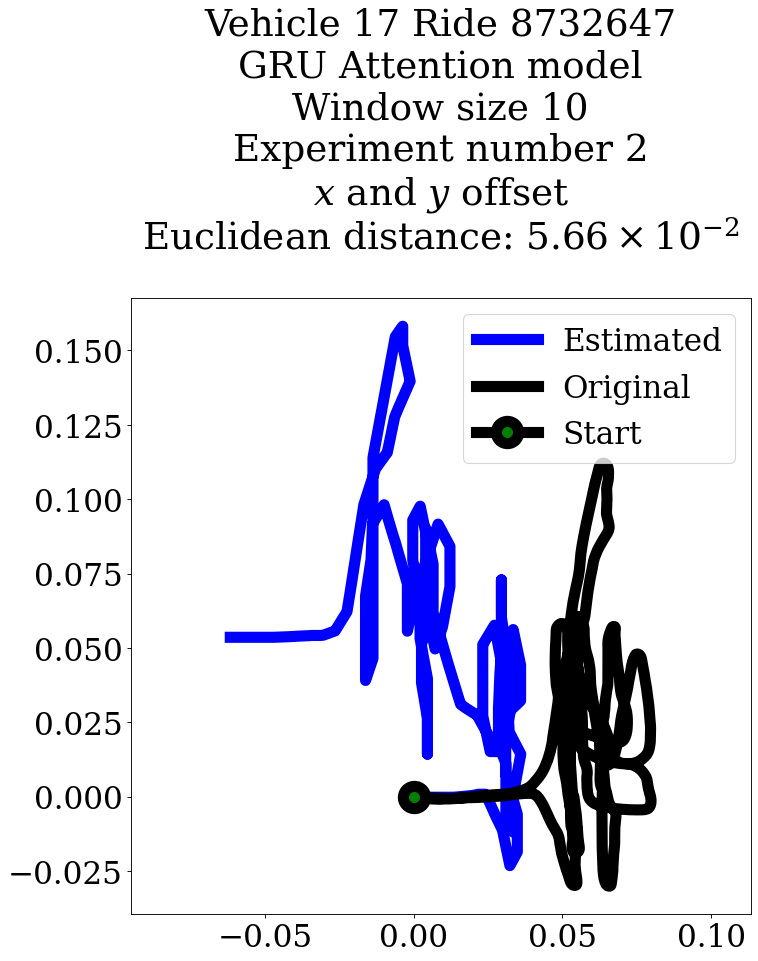 Vehicle 17 Ride 8732647
GRU Attention model
Window size 10
Experiment number 2
x and y offset
Euclidean distance: 5.66 × 10⁻²
Estimated
Original
Start
0.150
0.125
0.100
0.075
0.050
0.025
0.000
−0.025
−0.05 0.00 0.05 0.10